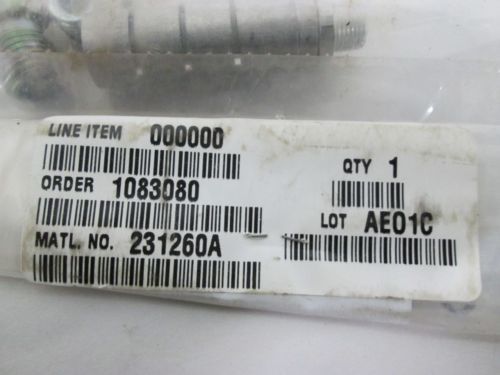 LINE ITEM 000000
QTY 1
ORDER 1083080
LOT AE01C
MATL. NO. 231260A